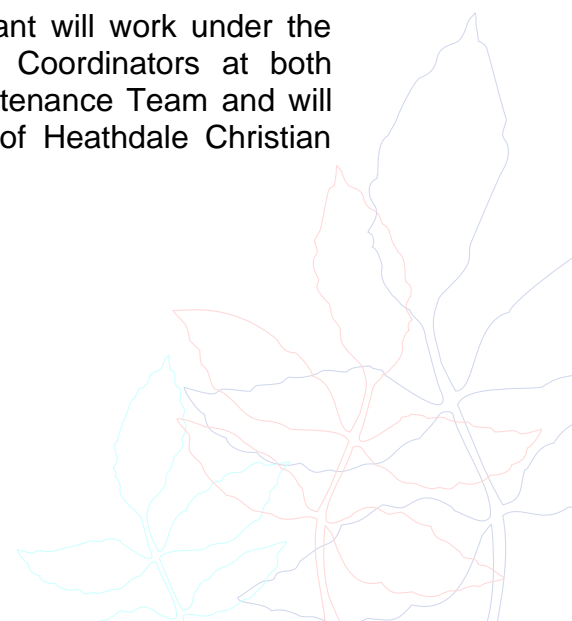 ant will work under the
Coordinators at both
tenance Team and will
of Heathdale Christian